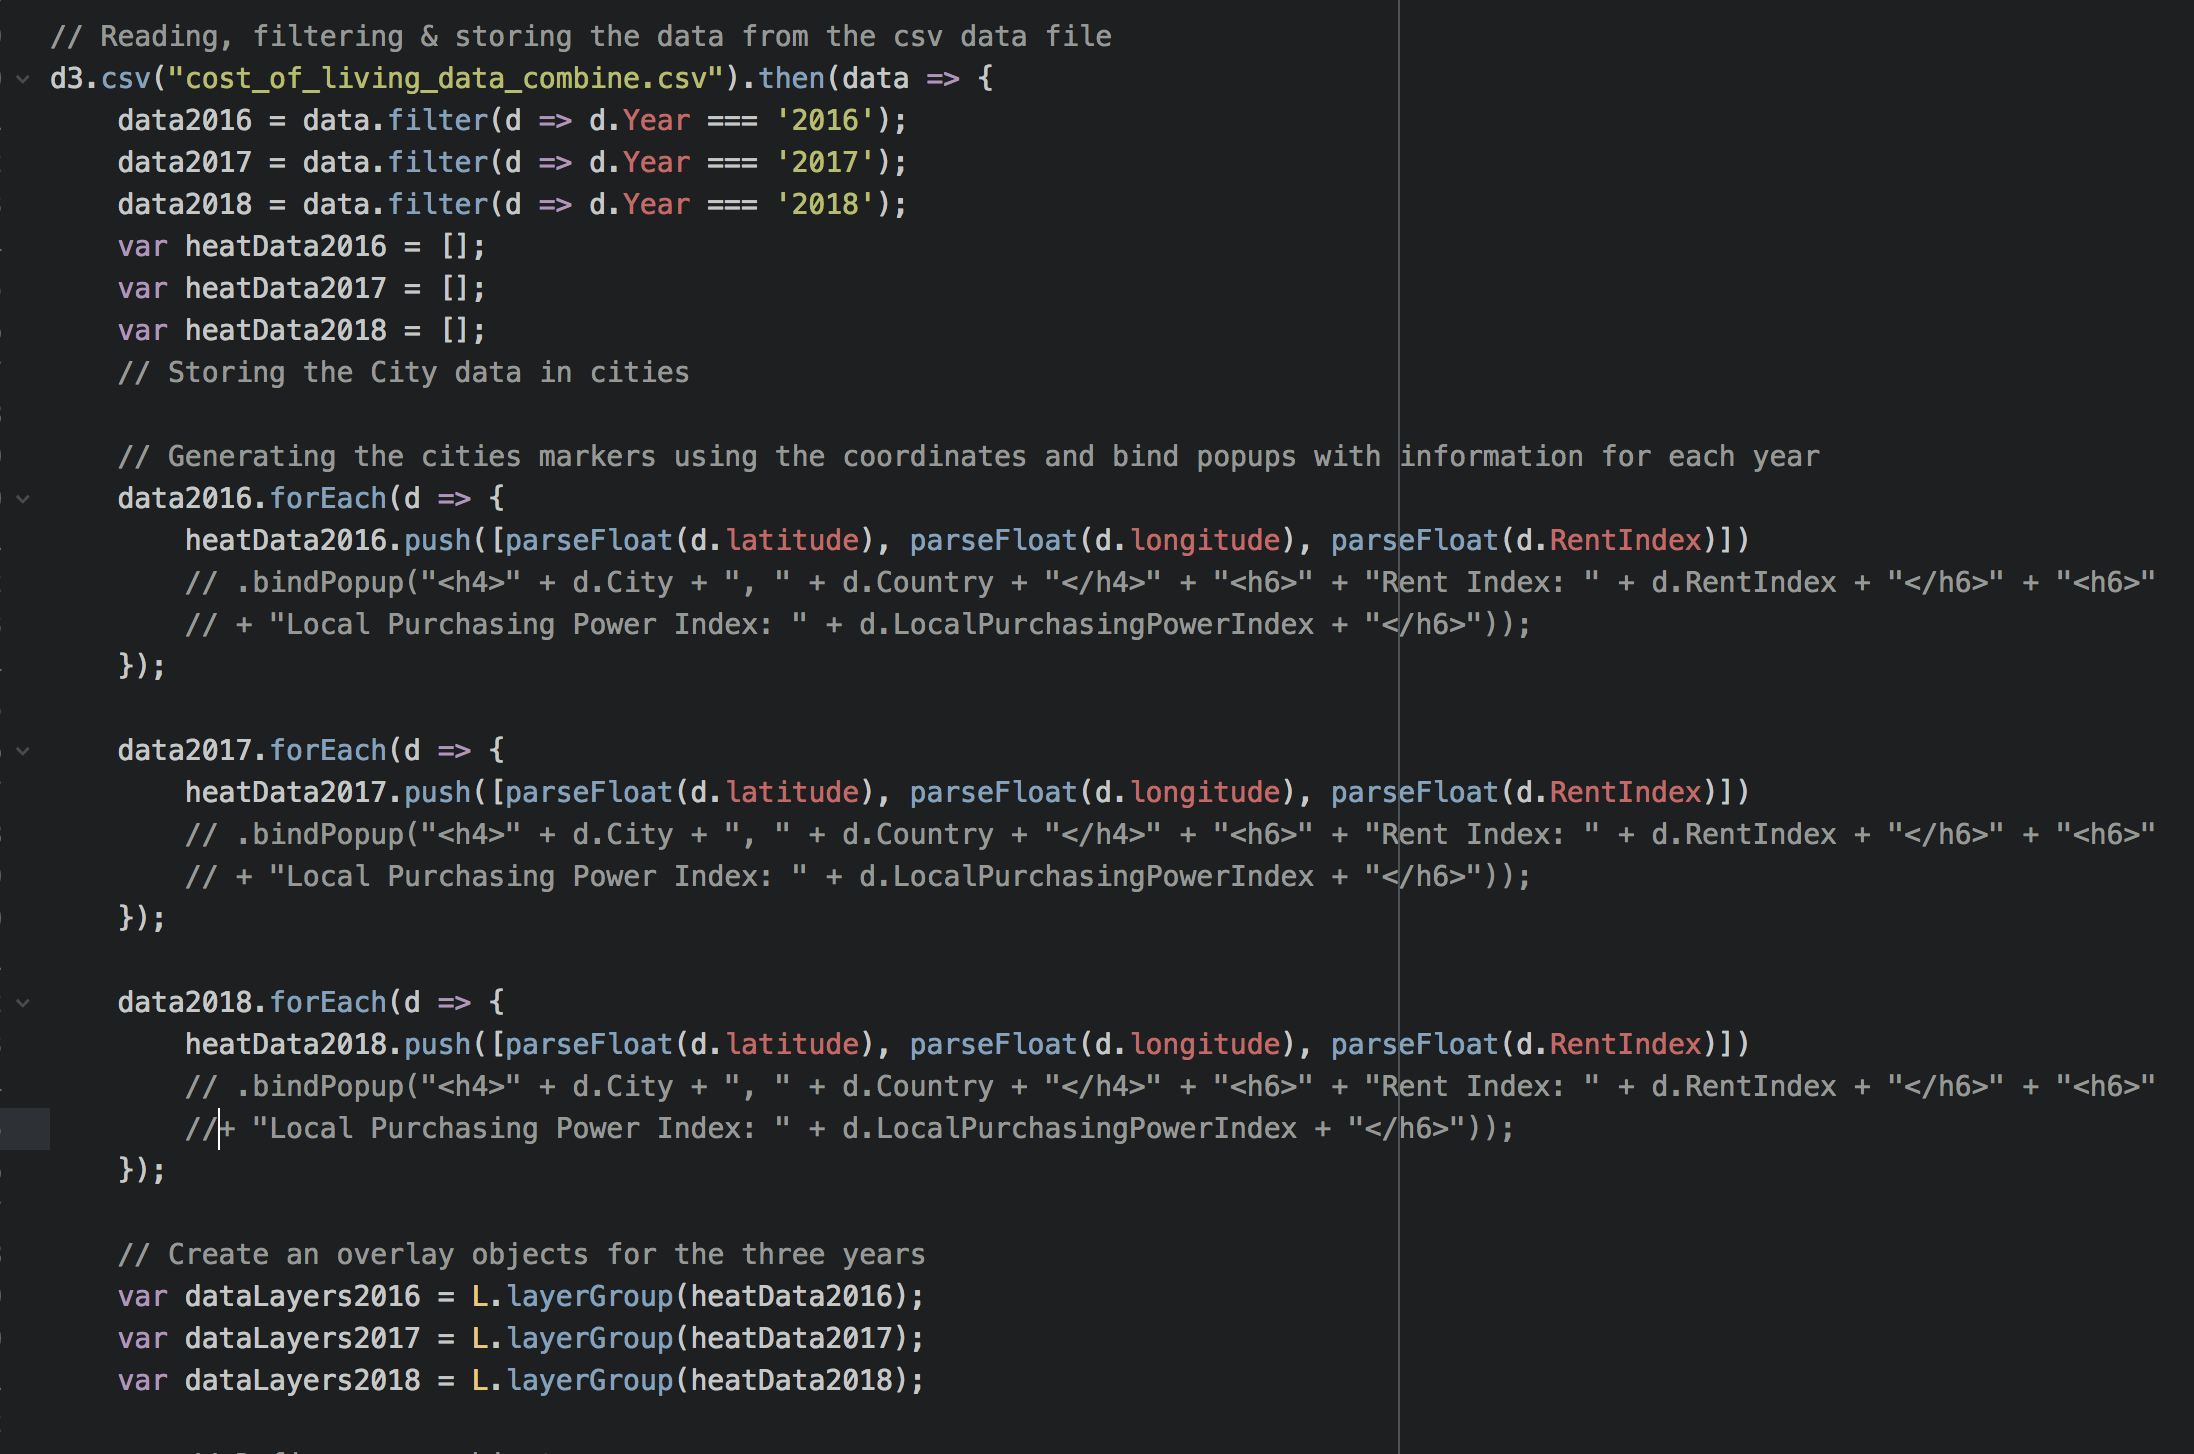 // Reading, filtering & storing the data from the csv data file
d3.csv("cost_of_living_data_combine.csv").then(data => {
    data2016 = data.filter(d => d.Year === '2016');
    data2017 = data.filter(d => d.Year === '2017');
    data2018 = data.filter(d => d.Year === '2018');
    var heatData2016 = [];
    var heatData2017 = [];
    var heatData2018 = [];
    // Storing the City data in cities
    // Generating the cities markers using the coordinates and bind popups with information for each year
    data2016.forEach(d => {
        heatData2016.push([parseFloat(d.latitude), parseFloat(d.longitude), parseFloat(d.RentIndex)])
        // .bindPopup("<h4>" + d.City + ", " + d.Country + "</h4>" + "<h6>" + "Rent Index: " + d.RentIndex + "</h6>" + "<h6>"
        // + "Local Purchasing Power Index: " + d.LocalPurchasingPowerIndex + "</h6>"));
    });
    data2017.forEach(d => {
        heatData2017.push([parseFloat(d.latitude), parseFloat(d.longitude), parseFloat(d.RentIndex)])
        // .bindPopup("<h4>" + d.City + ", " + d.Country + "</h4>" + "<h6>" + "Rent Index: " + d.RentIndex + "</h6>" + "<h6>"
        // + "Local Purchasing Power Index: " + d.LocalPurchasingPowerIndex + "</h6>"));
    });
    data2018.forEach(d => {
        heatData2018.push([parseFloat(d.latitude), parseFloat(d.longitude), parseFloat(d.RentIndex)])
        // .bindPopup("<h4>" + d.City + ", " + d.Country + "</h4>" + "<h6>" + "Rent Index: " + d.RentIndex + "</h6>" + "<h6>"
        //+ "Local Purchasing Power Index: " + d.LocalPurchasingPowerIndex + "</h6>"));
    });
    // Create an overlay objects for the three years
    var dataLayers2016 = L.layerGroup(heatData2016);
    var dataLayers2017 = L.layerGroup(heatData2017);
    var dataLayers2018 = L.layerGroup(heatData2018);